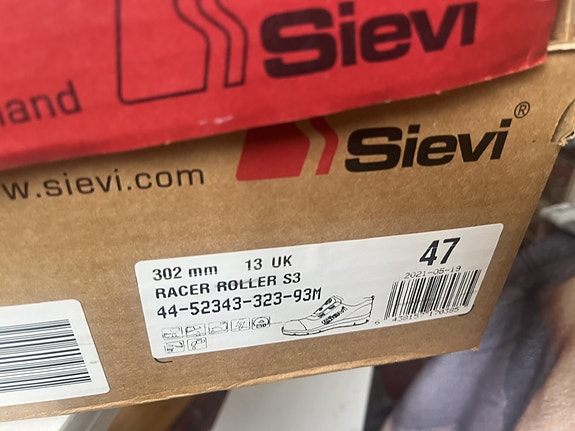 Sievi
land
www.sievi.com
Sievi®
302 mm 13 UK
47
RACER ROLLER S3
2021-05-19
44-52343-323-93M